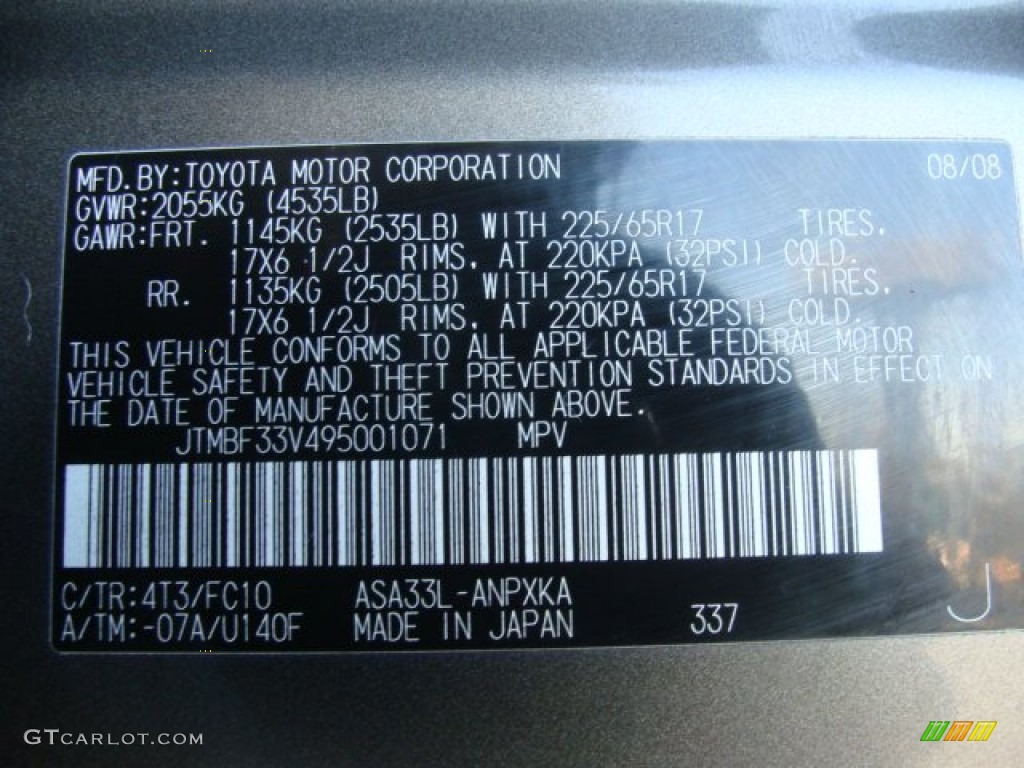 MFD.BY:TOYOTA MOTOR CORPORATION 08/08
GVWR:2055KG (4535LB)
GAWR:FRT. 1145KG (2535LB) WITH 225/65R17 TIRES,
17X6 1/2J RIMS, AT 220KPA (32PSI) COLD.
RR. 1135KG (2505LB) WITH 225/65R17 TIRES,
17X6 1/2J RIMS, AT 220KPA (32PSI) COLD.
THIS VEHICLE CONFORMS TO ALL APPLICABLE FEDERAL MOTOR
VEHICLE SAFETY AND THEFT PREVENTION STANDARDS IN EFFECT ON
THE DATE OF MANUFACTURE SHOWN ABOVE.
JTMBF33V495001071 MPV
C/TR:4T3/FC10 ASA33L-ANPXKA
A/TM:-07A/U140F MADE IN JAPAN 337 J
GTCARLOT.COM